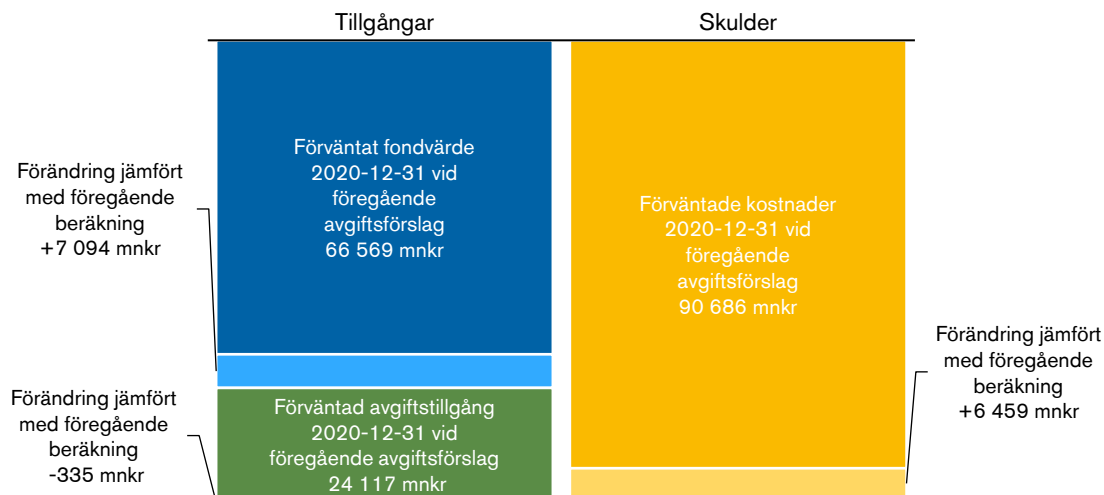 Tillgångar
Skulder
Förväntat fondvärde
2020-12-31 vid
föregående
avgiftsförslag
66 569 mnkr
Förändring jämfört
med föregående
beräkning
+7 094 mnkr
Förväntade kostnader
2020-12-31 vid
föregående
avgiftsförslag
90 686 mnkr
Förändring jämfört
med föregående
beräkning
+6 459 mnkr
Förändring jämfört
med föregående
beräkning
-335 mnkr
Förväntad avgiftstillgång
2020-12-31 vid
föregående avgiftsförslag
24 117 mnkr